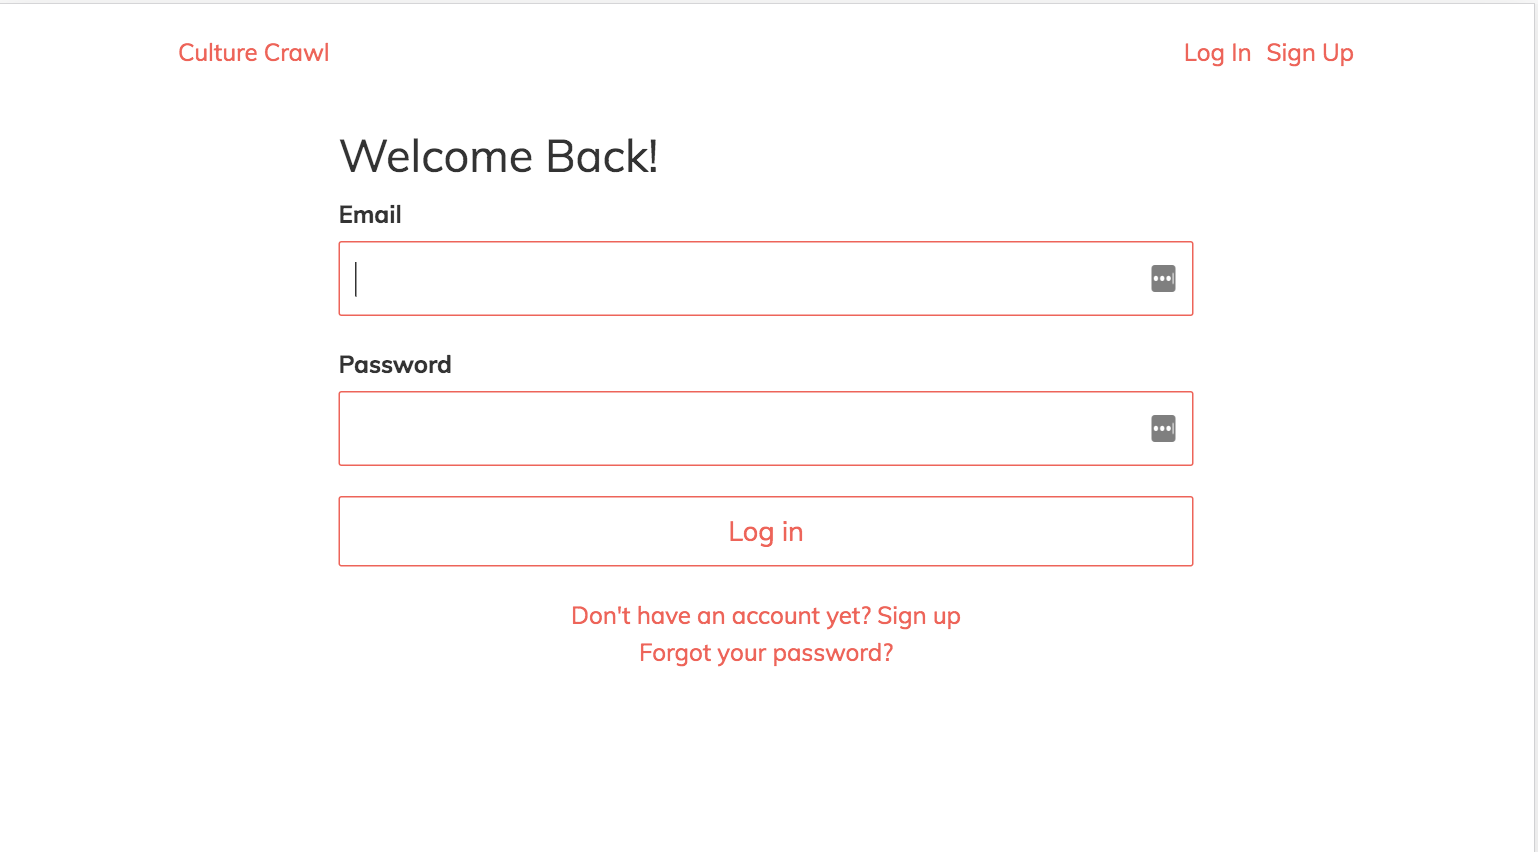 Culture Crawl
Log In Sign Up
Welcome Back!
Email
Password
Log in
Don't have an account yet? Sign up
Forgot your password?